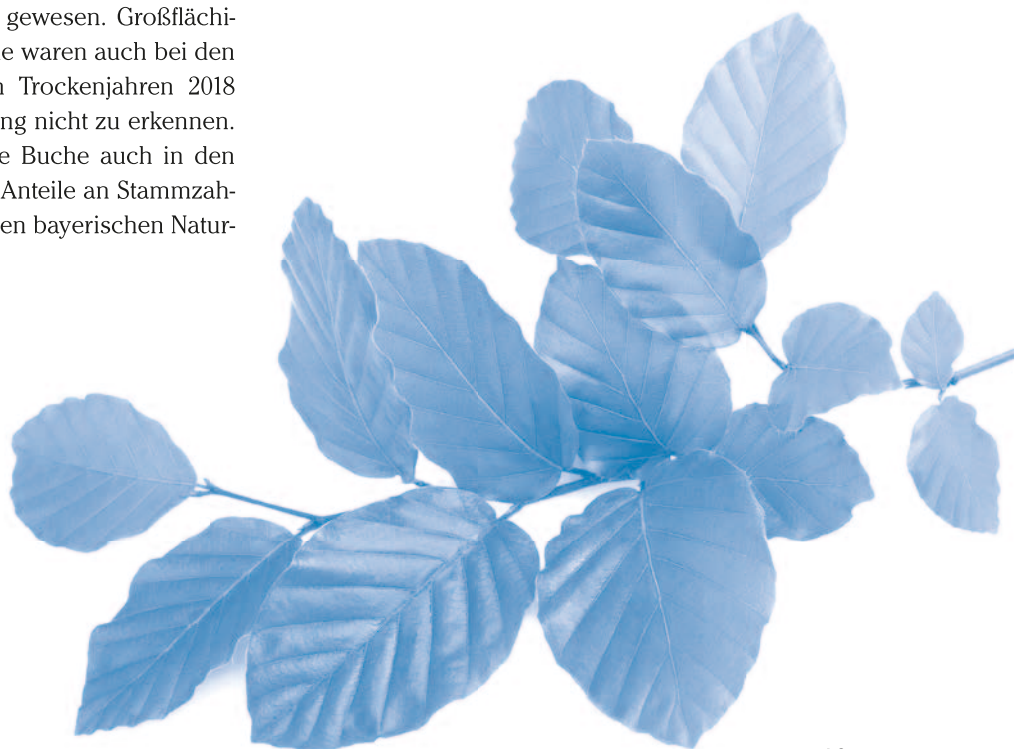 gewesen. Großflächi-
e waren auch bei den
Trockenjahren 2018
ng nicht zu erkennen.
e Buche auch in den
Anteile an Stammzah-
en bayerischen Natur-